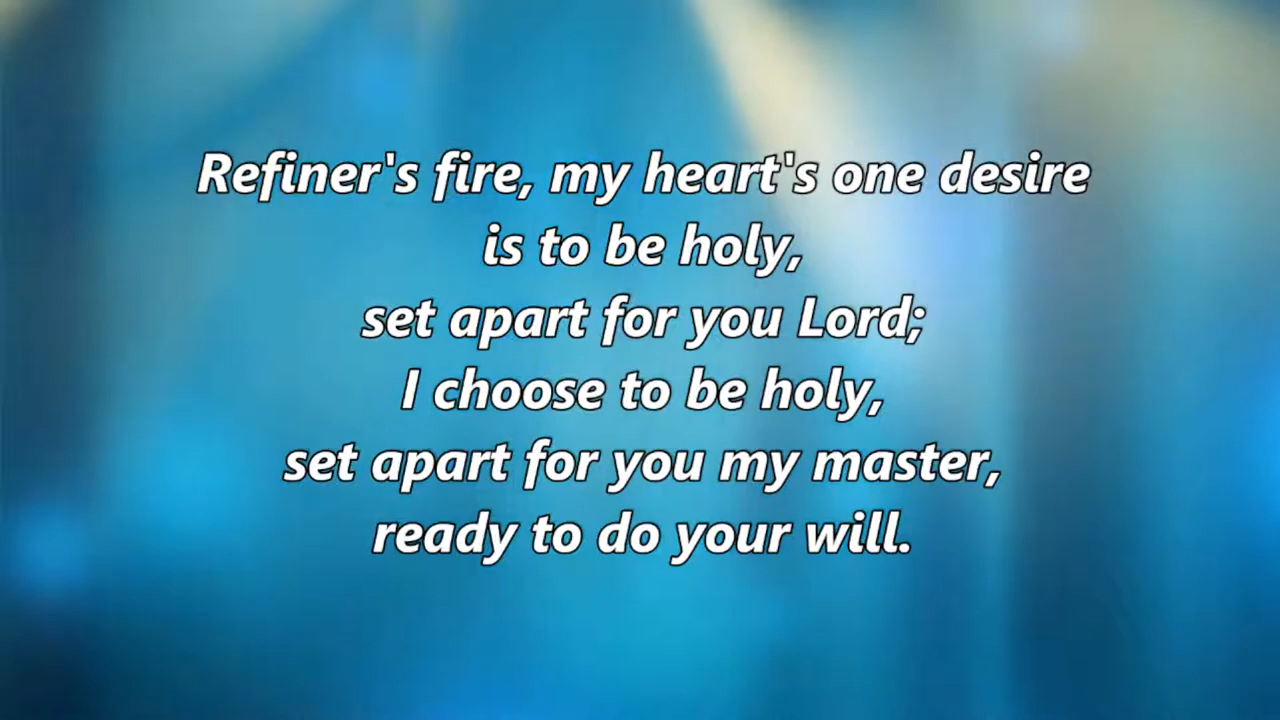 Refiner's fire, my heart's one desire
is to be holy,
set apart for you Lord;
I choose to be holy,
set apart for you my master,
ready to do your will.